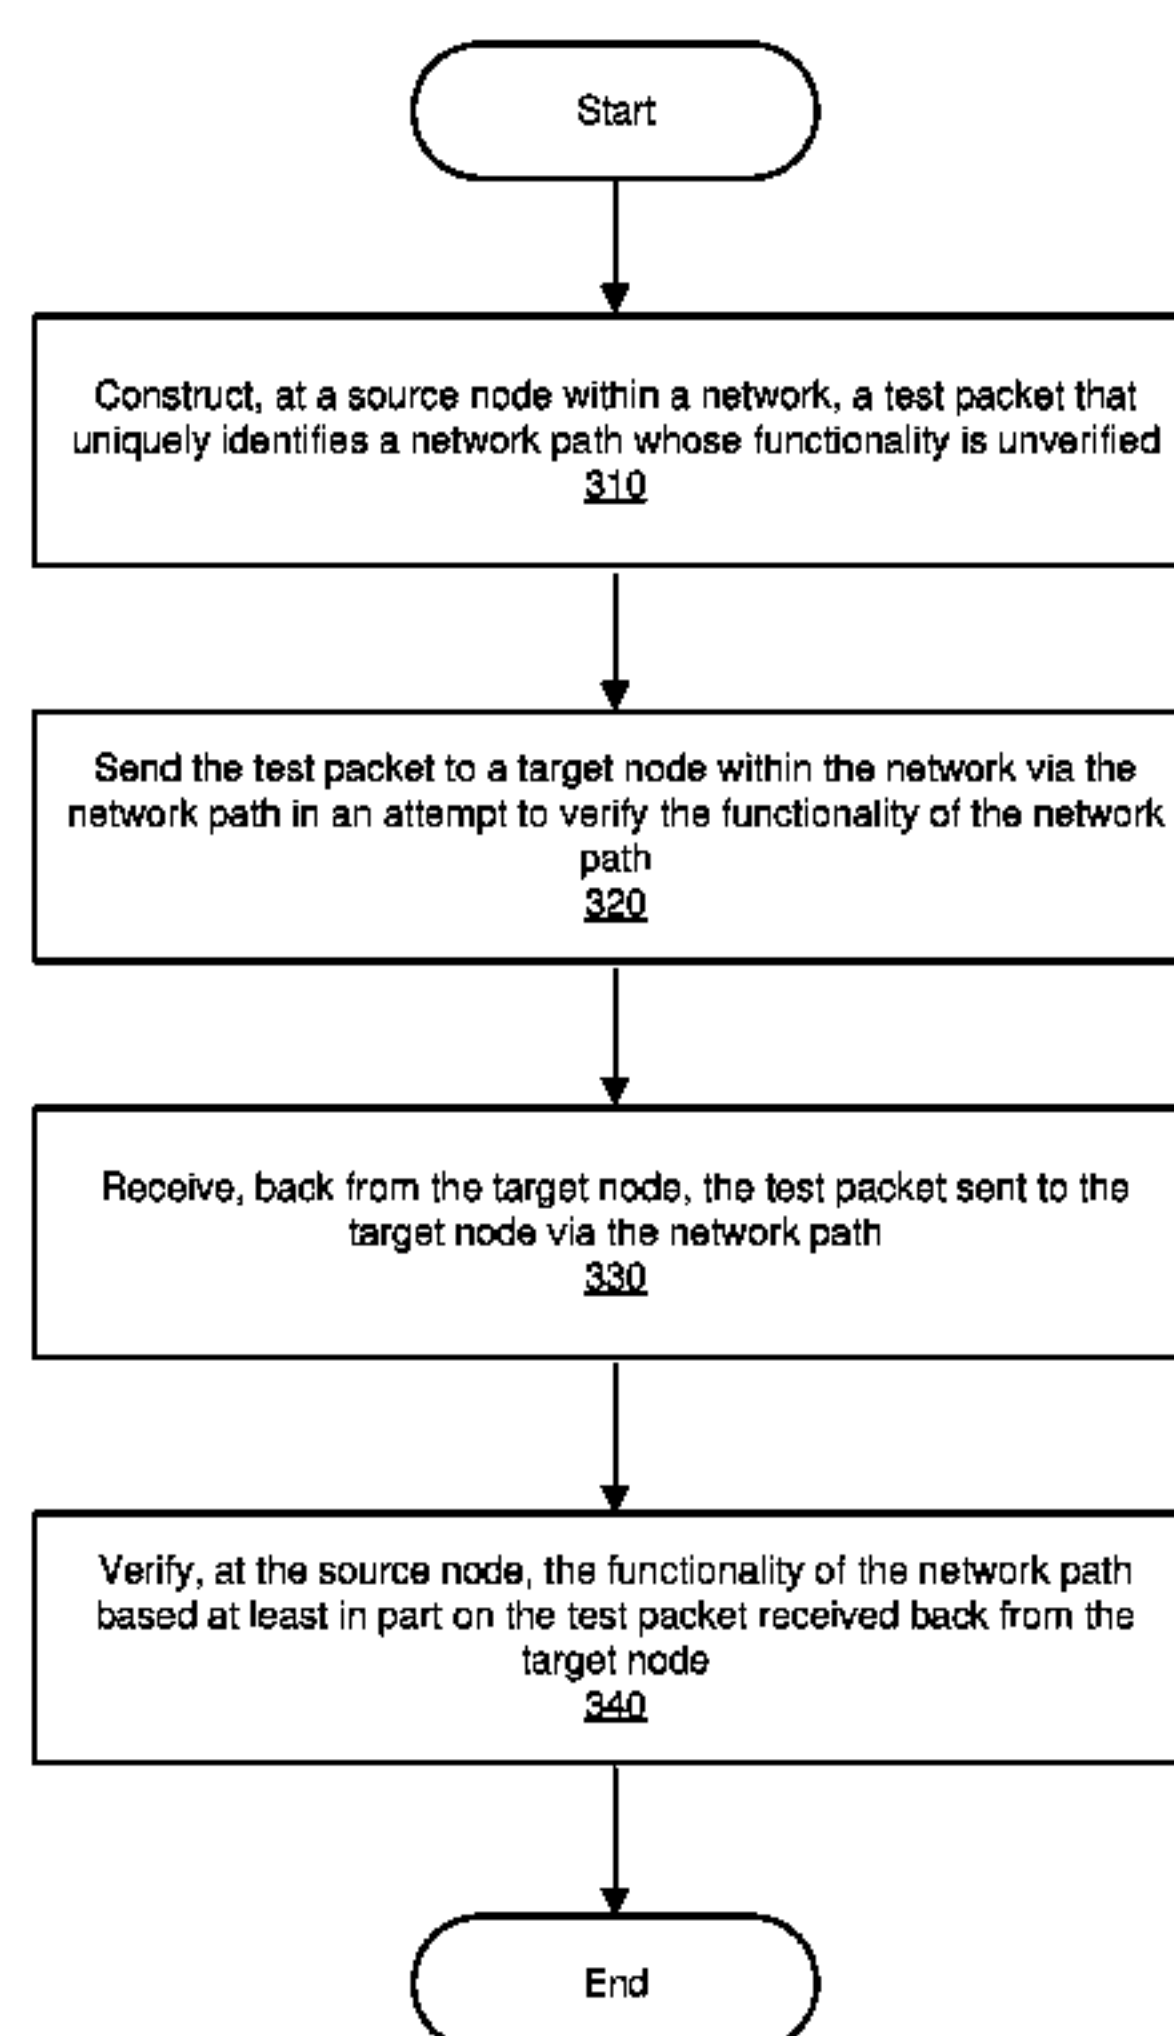 Start
Construct, at a source node within a network, a test packet that
uniquely identifies a network path whose functionality is unverified
310
Send the test packet to a target node within the network via the
network path in an attempt to verify the functionality of the network
path
320
Receive, back from the target node, the test packet sent to the
target node via the network path
330
Verify, at the source node, the functionality of the network path
based at least in part on the test packet received back from the
target node
340
End